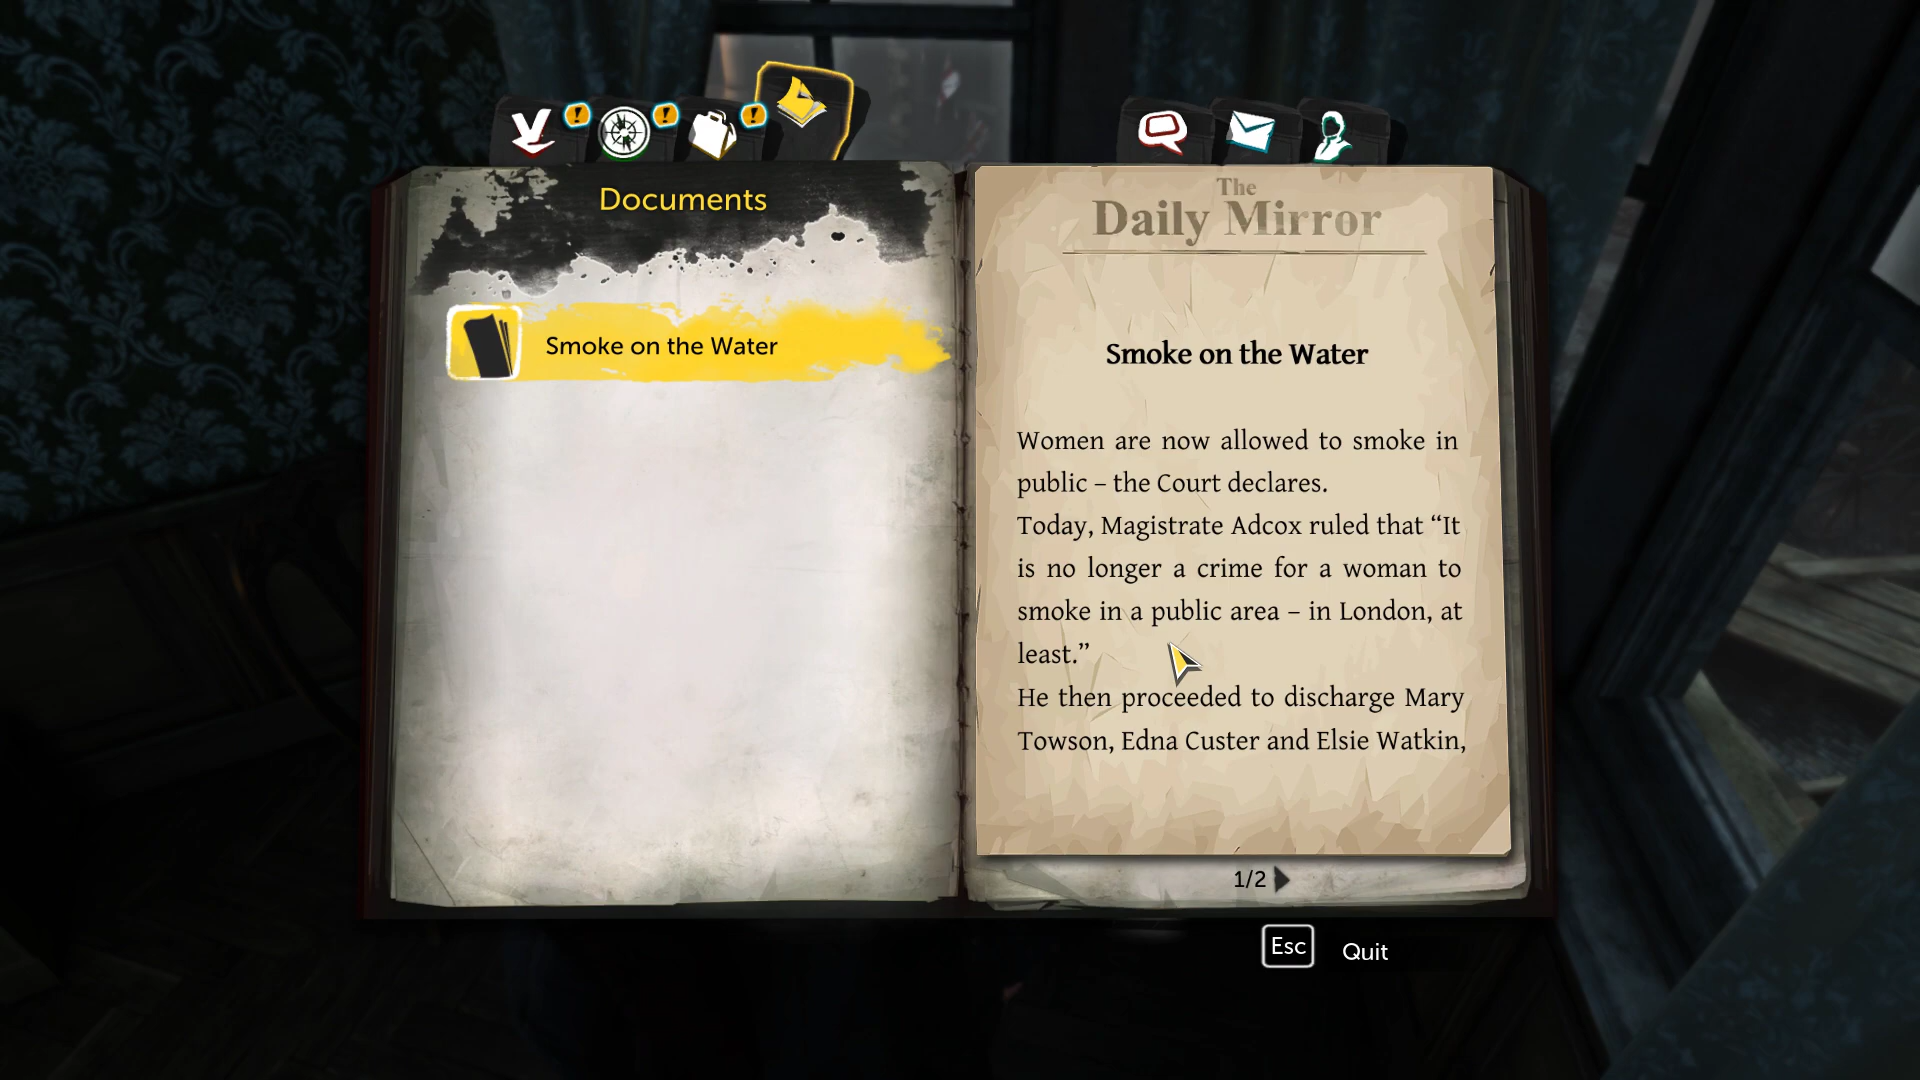 Documents
Smoke on the Water
The
Daily Mirror
Smoke on the Water
Women are now allowed to smoke in
public – the Court declares.
Today, Magistrate Adcox ruled that “It
is no longer a crime for a woman to
smoke in a public area – in London, at
least.”
He then proceeded to discharge Mary
Towson, Edna Custer and Elsie Watkin,
1/2
Esc Quit